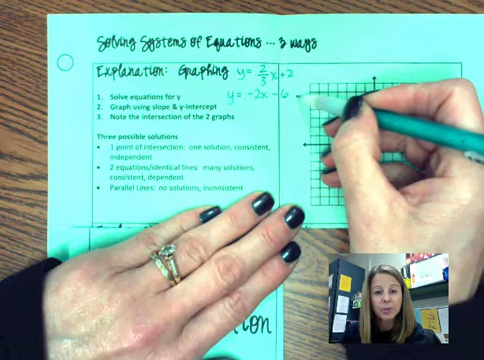 Solving Systems of Equations ... 3 ways
Explanation: Graphing y = 2/3 x + 2
y = -2x - 6
1. Solve equations for y
2. Graph using slope & y-intercept
3. Note the intersection of the 2 graphs
Three possible solutions
• 1 point of intersection: one solution, consistent,
independent
• 2 equations/identical lines: many solutions,
consistent, dependent
• Parallel Lines: no solutions, inconsistent